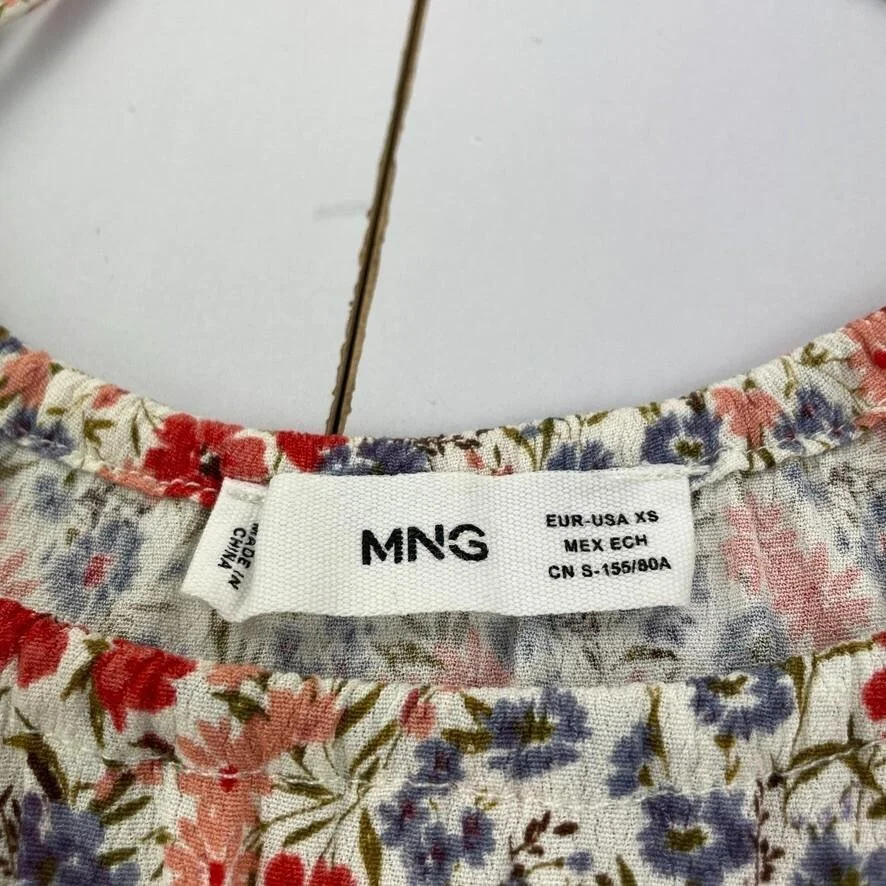 MNG
EUR-USA XS
MEX ECH
CN S-155/80A
MADE IN
CHINA